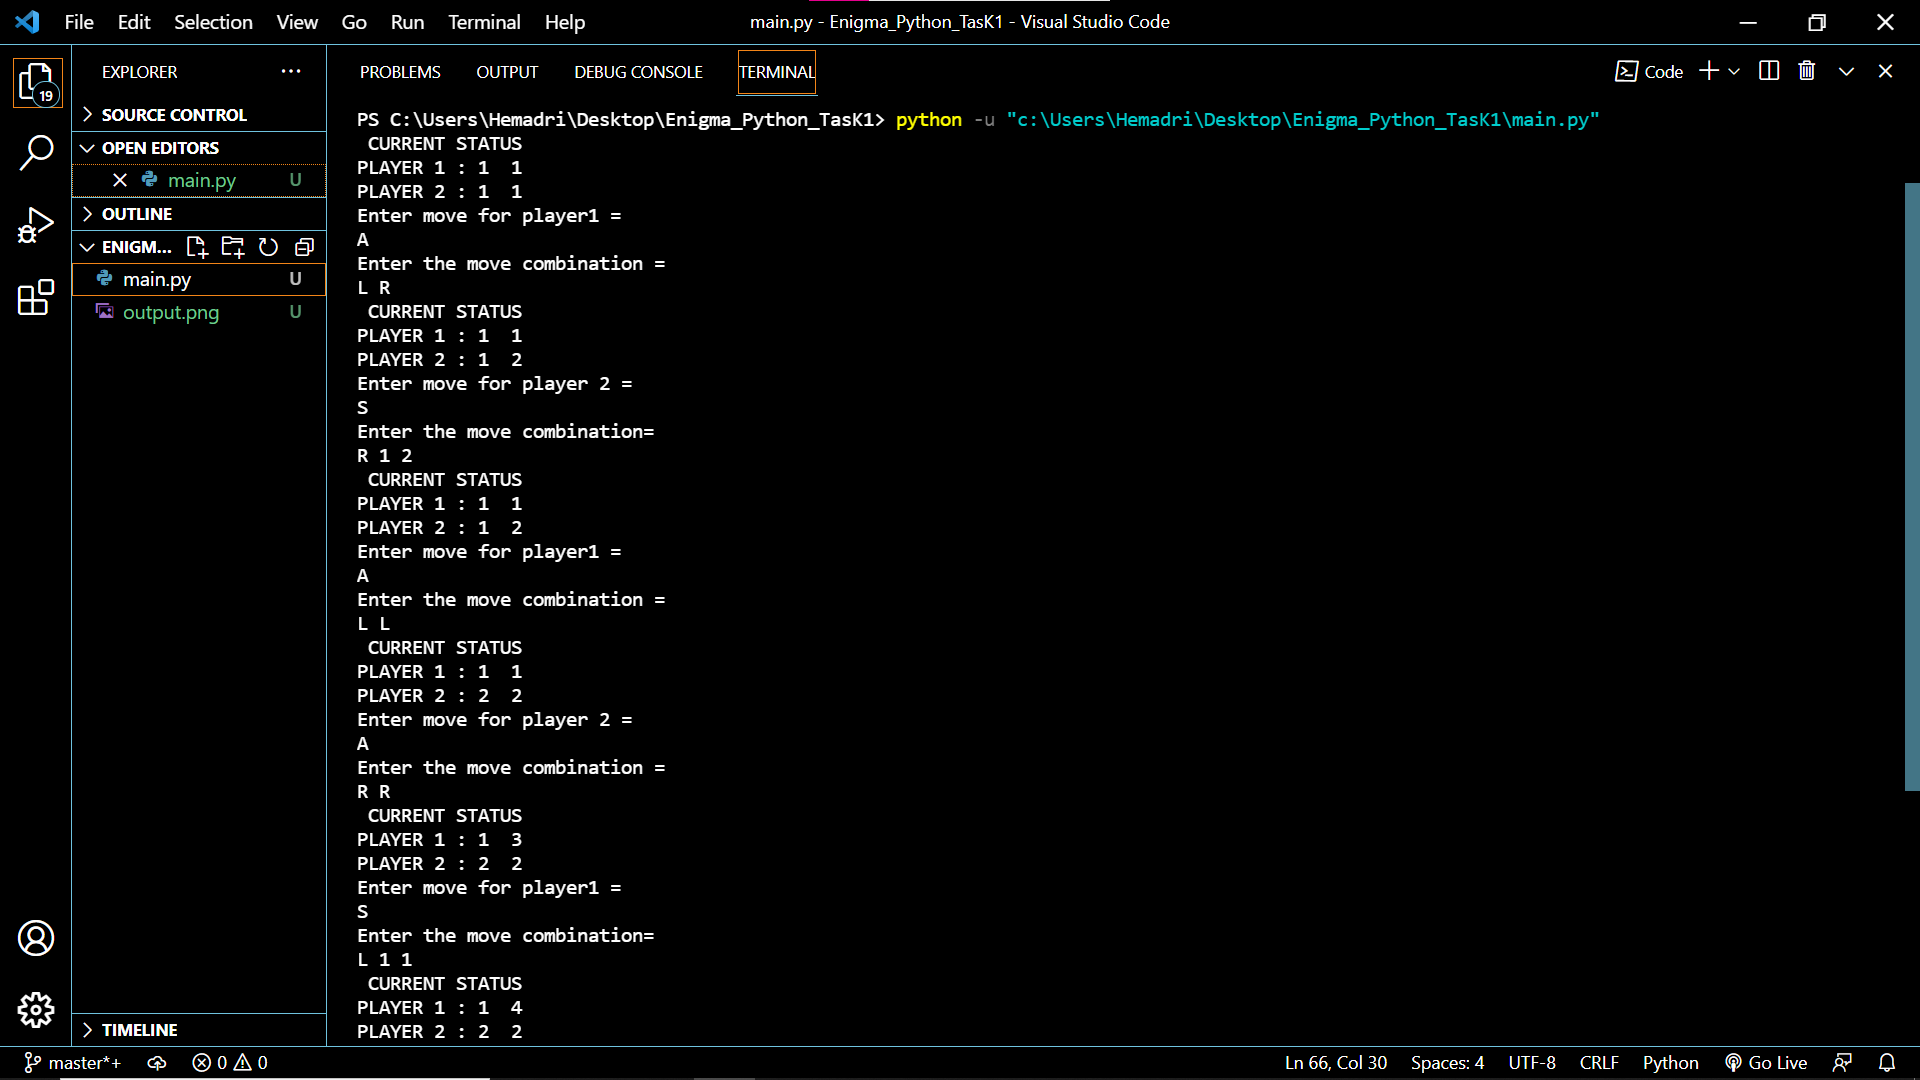 File Edit Selection View Go Run Terminal Help
main.py - Enigma_Python_TasK1 - Visual Studio Code
19
EXPLORER
SOURCE CONTROL
OPEN EDITORS
main.py U
OUTLINE
ENIGM...
main.py U
output.png U
TIMELINE
PROBLEMS OUTPUT DEBUG CONSOLE TERMINAL
Code
PS C:\Users\Hemadri\Desktop\Enigma_Python_TasK1> python -u "c:\Users\Hemadri\Desktop\Enigma_Python_TasK1\main.py"
CURRENT STATUS
PLAYER 1 : 1  1
PLAYER 2 : 1  1
Enter move for player1 =
A
Enter the move combination =
L R
CURRENT STATUS
PLAYER 1 : 1  1
PLAYER 2 : 1  2
Enter move for player 2 =
S
Enter the move combination=
R 1 2
CURRENT STATUS
PLAYER 1 : 1  1
PLAYER 2 : 1  2
Enter move for player1 =
A
Enter the move combination =
L L
CURRENT STATUS
PLAYER 1 : 1  1
PLAYER 2 : 2  2
Enter move for player 2 =
A
Enter the move combination =
R R
CURRENT STATUS
PLAYER 1 : 1  3
PLAYER 2 : 2  2
Enter move for player1 =
S
Enter the move combination=
L 1 1
CURRENT STATUS
PLAYER 1 : 1  4
PLAYER 2 : 2  2
master*+ 0 0
Ln 66, Col 30 Spaces: 4 UTF-8 CRLF Python Go Live